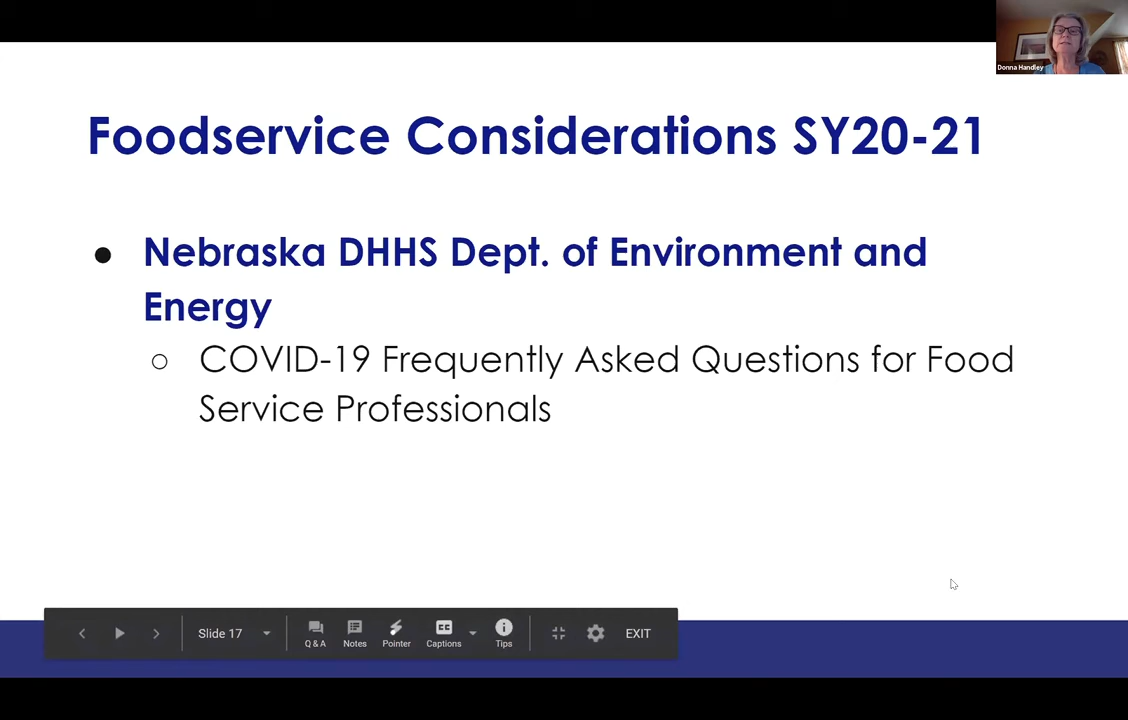 Donna Handley
Foodservice Considerations SY20-21
● Nebraska DHHS Dept. of Environment and
Energy
○ COVID-19 Frequently Asked Questions for Food
Service Professionals
Slide 17
Q & A
Notes
Pointer
CC
Captions
Tips
EXIT